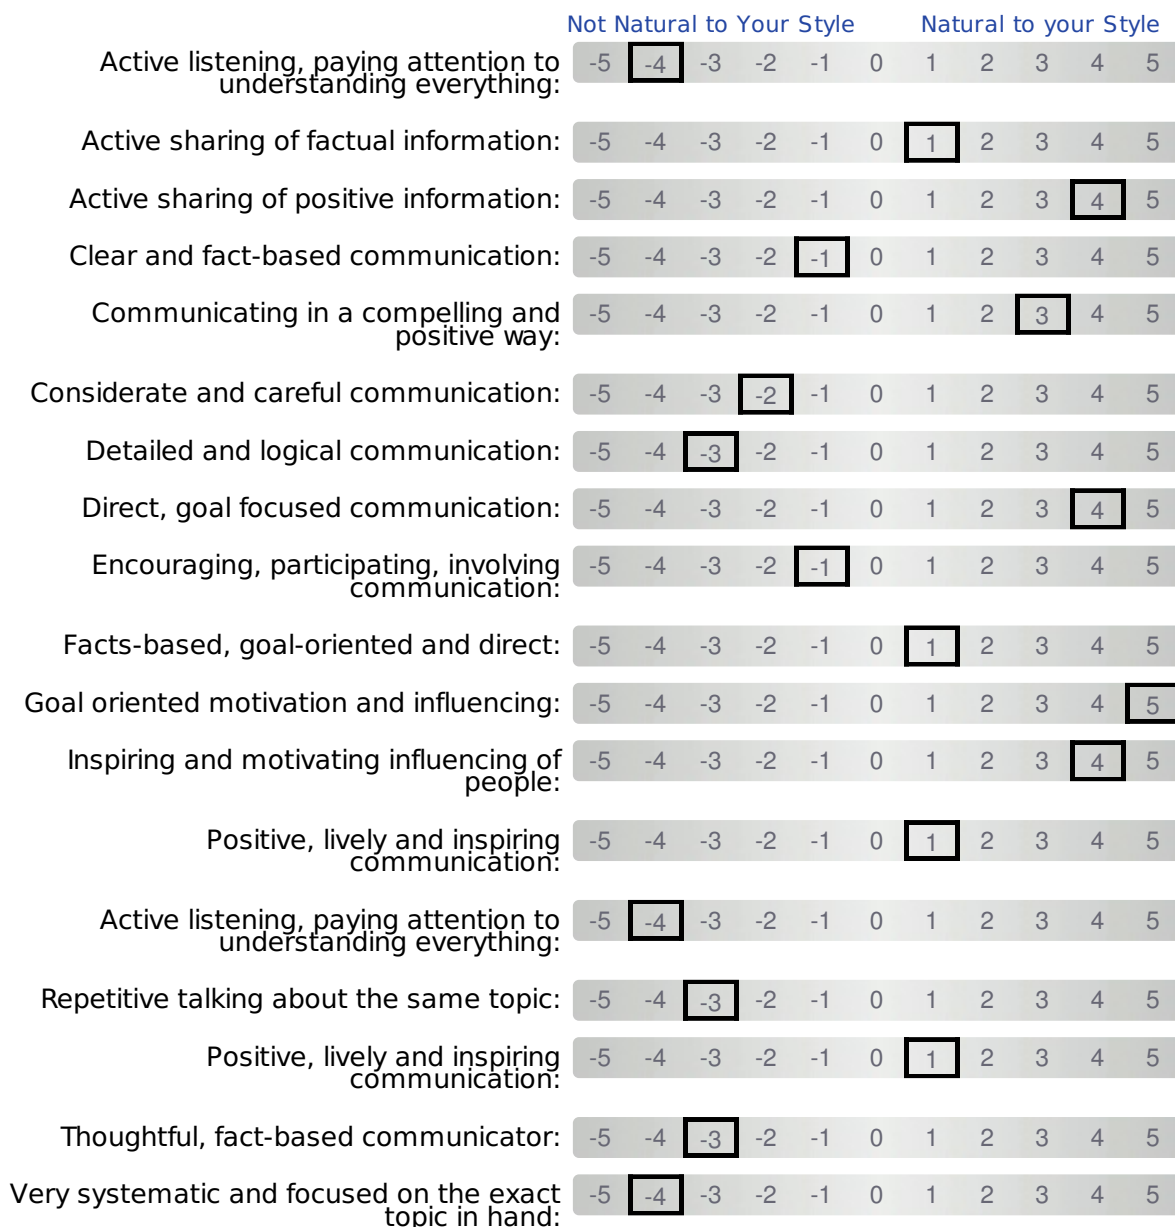 Not Natural to Your Style Natural to your Style
Active listening, paying attention to
understanding everything:
-5 -4 -3 -2 -1 0 1 2 3 4 5
Active sharing of factual information: -5 -4 -3 -2 -1 0 1 2 3 4 5
Active sharing of positive information: -5 -4 -3 -2 -1 0 1 2 3 4 5
Clear and fact-based communication: -5 -4 -3 -2 -1 0 1 2 3 4 5
Communicating in a compelling and
positive way:
-5 -4 -3 -2 -1 0 1 2 3 4 5
Considerate and careful communication: -5 -4 -3 -2 -1 0 1 2 3 4 5
Detailed and logical communication: -5 -4 -3 -2 -1 0 1 2 3 4 5
Direct, goal focused communication: -5 -4 -3 -2 -1 0 1 2 3 4 5
Encouraging, participating, involving
communication:
-5 -4 -3 -2 -1 0 1 2 3 4 5
Facts-based, goal-oriented and direct: -5 -4 -3 -2 -1 0 1 2 3 4 5
Goal oriented motivation and influencing: -5 -4 -3 -2 -1 0 1 2 3 4 5
Inspiring and motivating influencing of
people:
-5 -4 -3 -2 -1 0 1 2 3 4 5
Positive, lively and inspiring
communication:
-5 -4 -3 -2 -1 0 1 2 3 4 5
Active listening, paying attention to
understanding everything:
-5 -4 -3 -2 -1 0 1 2 3 4 5
Repetitive talking about the same topic: -5 -4 -3 -2 -1 0 1 2 3 4 5
Positive, lively and inspiring
communication:
-5 -4 -3 -2 -1 0 1 2 3 4 5
Thoughtful, fact-based communicator: -5 -4 -3 -2 -1 0 1 2 3 4 5
Very systematic and focused on the exact
topic in hand:
-5 -4 -3 -2 -1 0 1 2 3 4 5